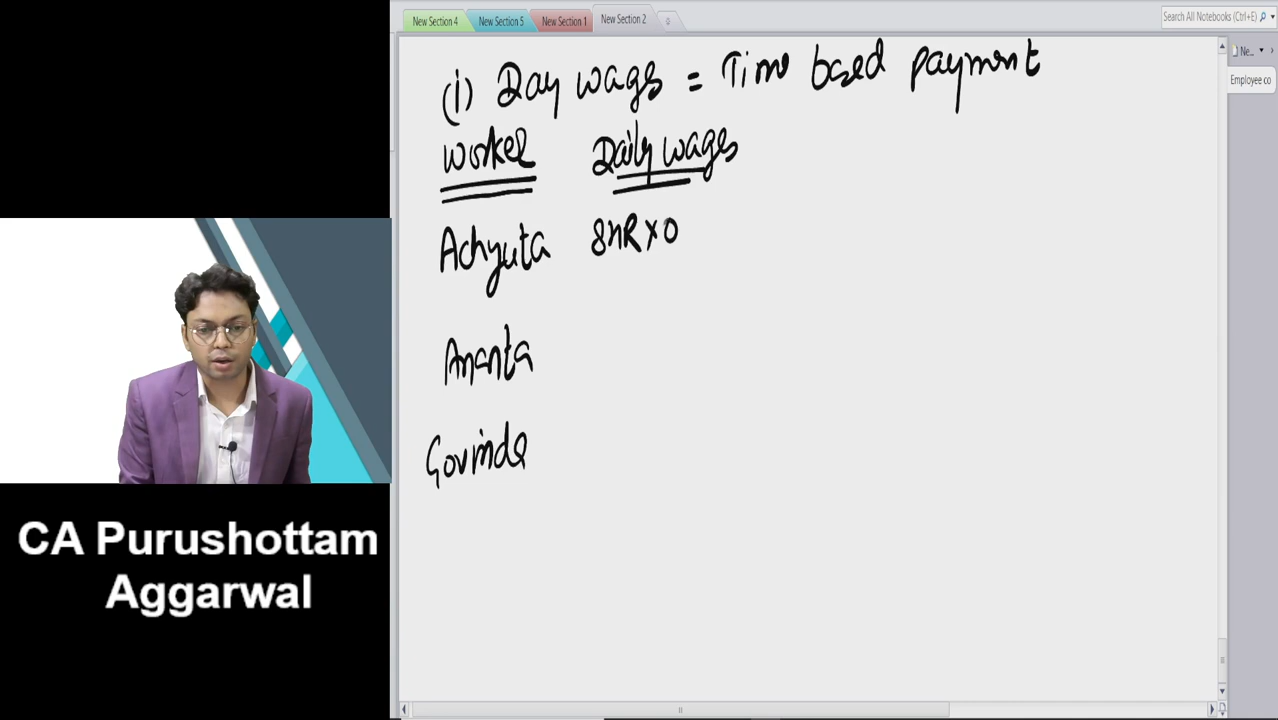 New Section 4 New Section 5 New Section 1 New Section 2
Search All Notebooks (Ctrl+E)
Ne...
Employee co
(i) Day wages = Time based payment
Worker Daily wages
Achyuta 8HR×0
Ananta
Govinda
CA Purushottam
Aggarwal